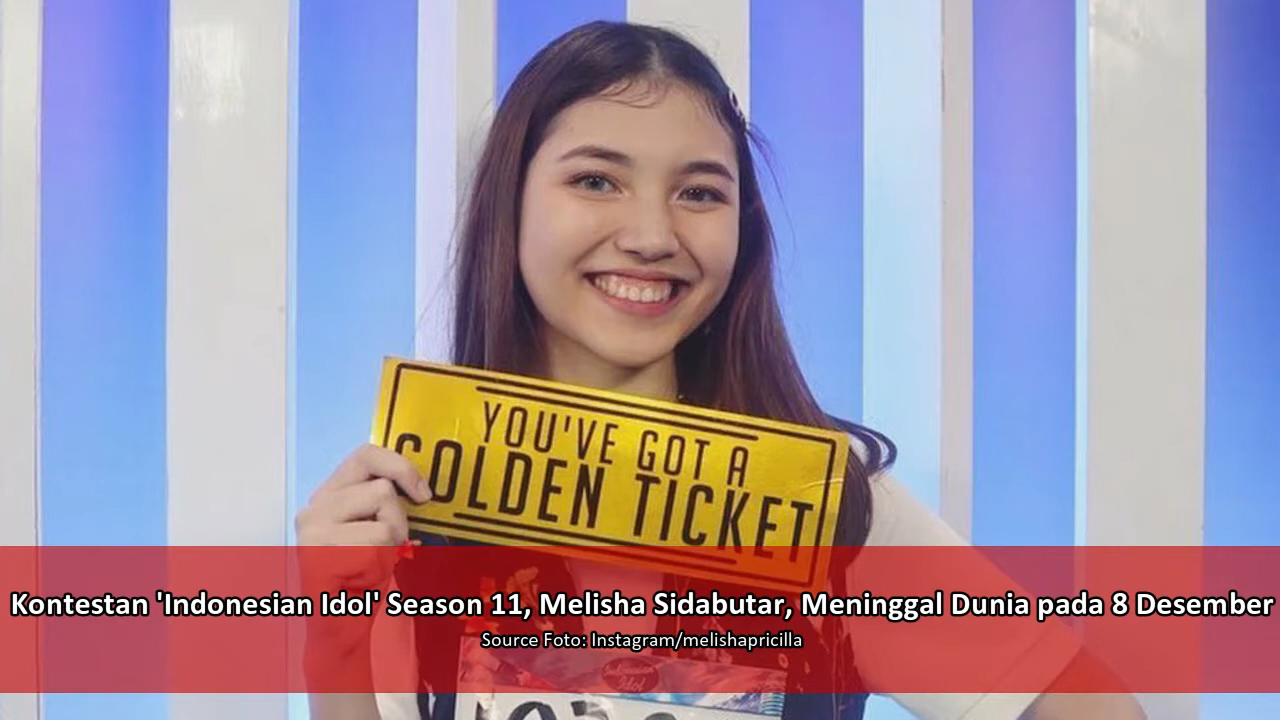 YOU'VE GOT A
GOLDEN TICKET
Kontestan 'Indonesian Idol' Season 11, Melisha Sidabutar, Meninggal Dunia pada 8 Desember
Source Foto: Instagram/melishapricilla
Idol